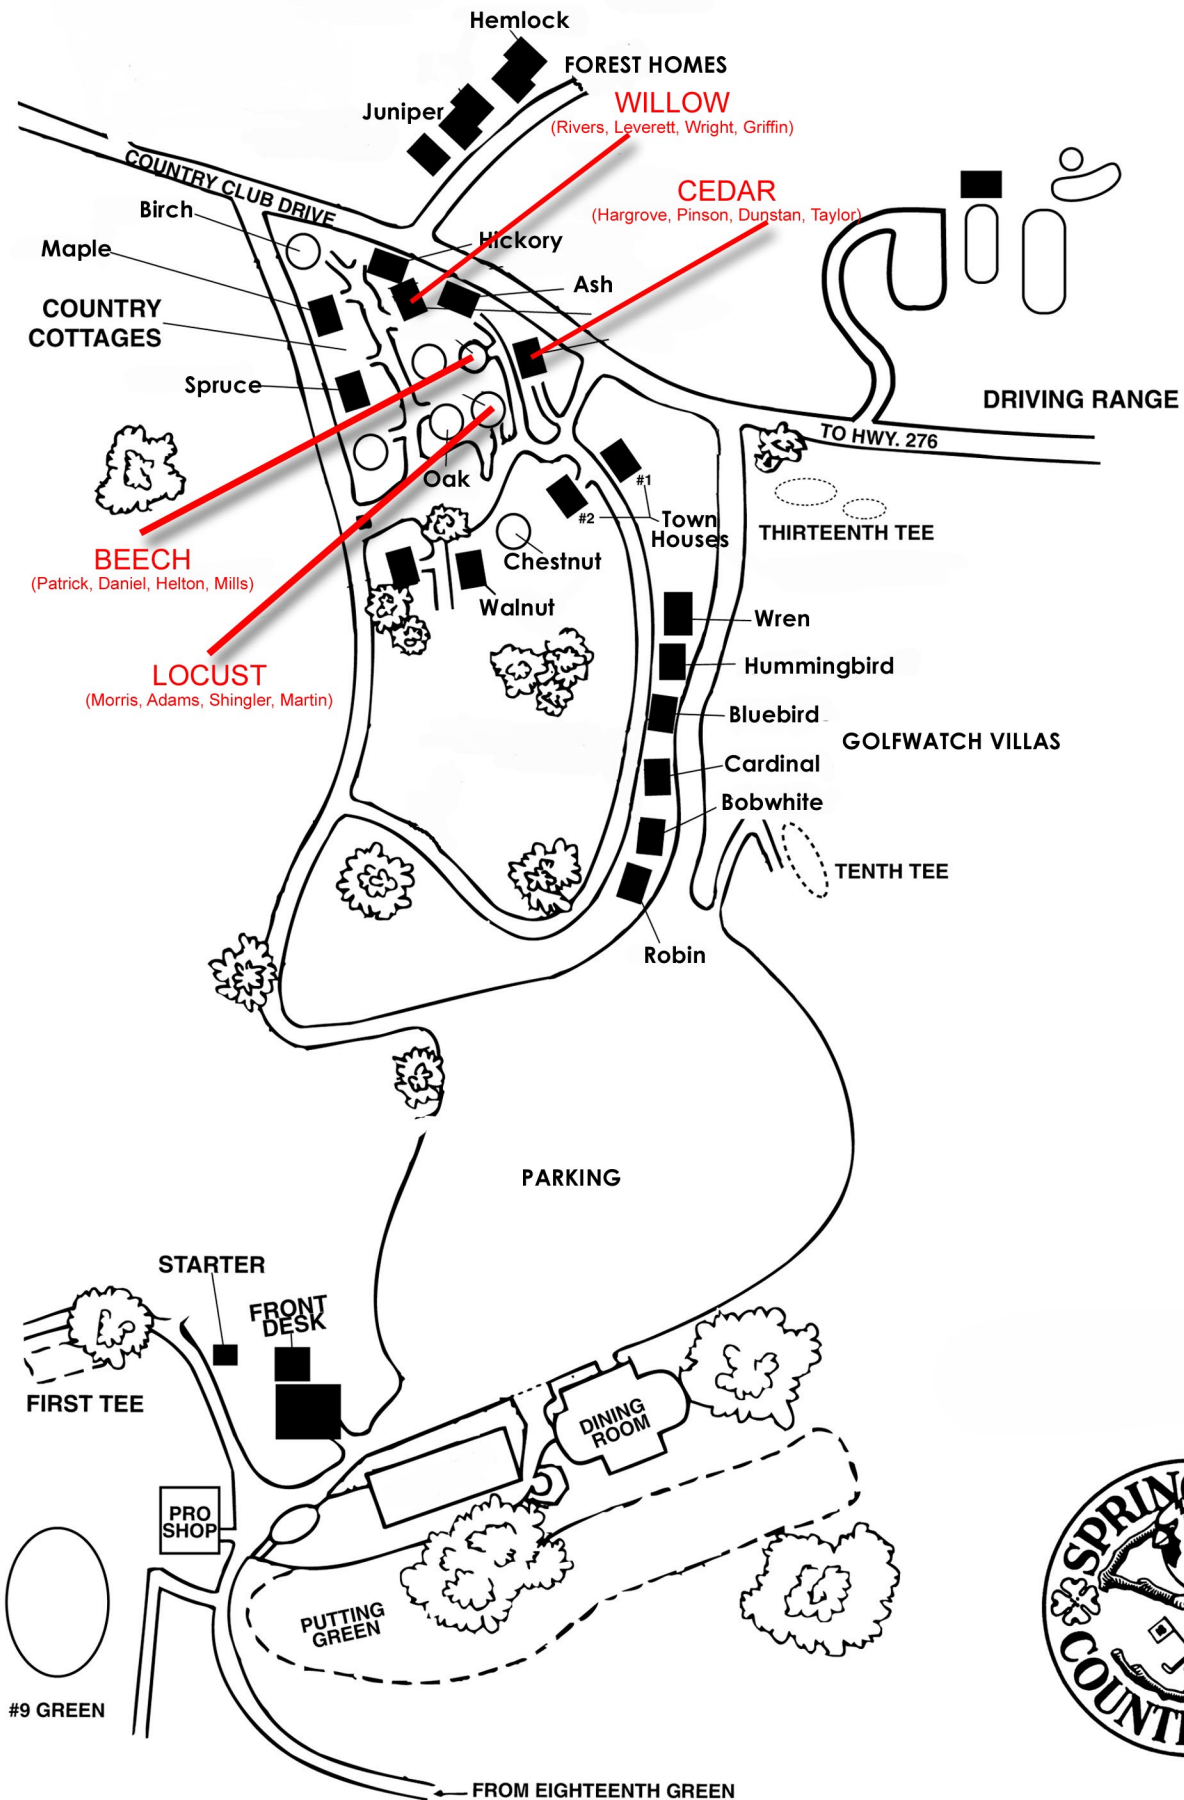 Hemlock
FOREST HOMES
WILLOW
(Rivers, Leverett, Wright, Griffin)
Juniper
COUNTRY CLUB DRIVE
CEDAR
(Hargrove, Pinson, Dunstan, Taylor)
Birch
Hickory
Maple
Ash
COUNTRY
COTTAGES
Spruce
DRIVING RANGE
TO HWY. 276
Oak
#1
#2
Town
Houses
THIRTEENTH TEE
BEECH
(Patrick, Daniel, Helton, Mills)
Chestnut
Walnut
Wren
LOCUST
(Morris, Adams, Shingler, Martin)
Hummingbird
Bluebird
GOLFWATCH VILLAS
Cardinal
Bobwhite
TENTH TEE
Robin
PARKING
STARTER
FRONT
DESK
FIRST TEE
DINING
ROOM
PRO
SHOP
PUTTING
GREEN
#9 GREEN
FROM EIGHTEENTH GREEN
SPRING
COUNT